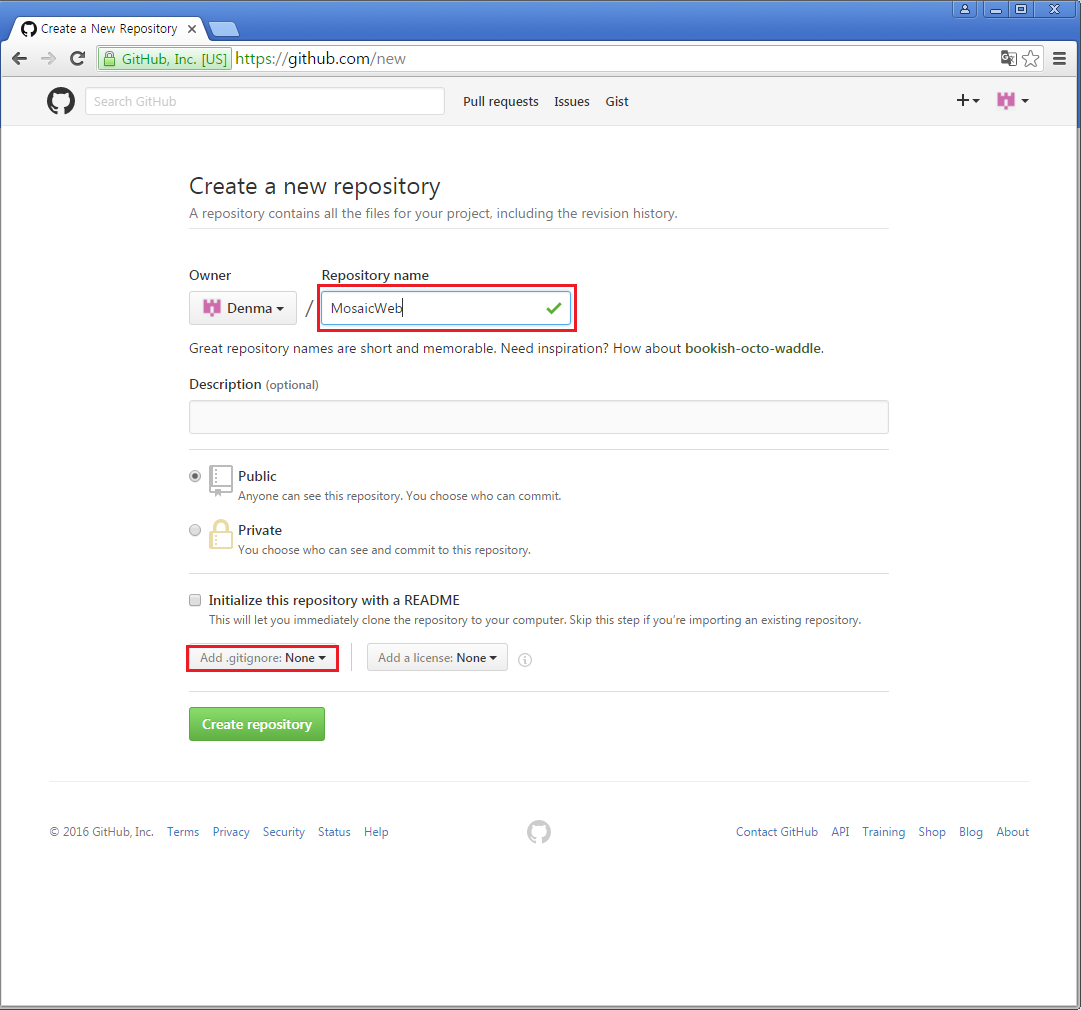 Create a New Repository
GitHub, Inc. [US] https://github.com/new
Search GitHub Pull requests Issues Gist
Create a new repository
A repository contains all the files for your project, including the revision history.
Owner Repository name
Denma / MosaicWeb
Great repository names are short and memorable. Need inspiration? How about bookish-octo-waddle.
Description (optional)
Public
Anyone can see this repository. You choose who can commit.
Private
You choose who can see and commit to this repository.
Initialize this repository with a README
This will let you immediately clone the repository to your computer. Skip this step if you’re importing an existing repository.
Add .gitignore: None Add a license: None
Create repository
© 2016 GitHub, Inc. Terms Privacy Security Status Help Contact GitHub API Training Shop Blog About